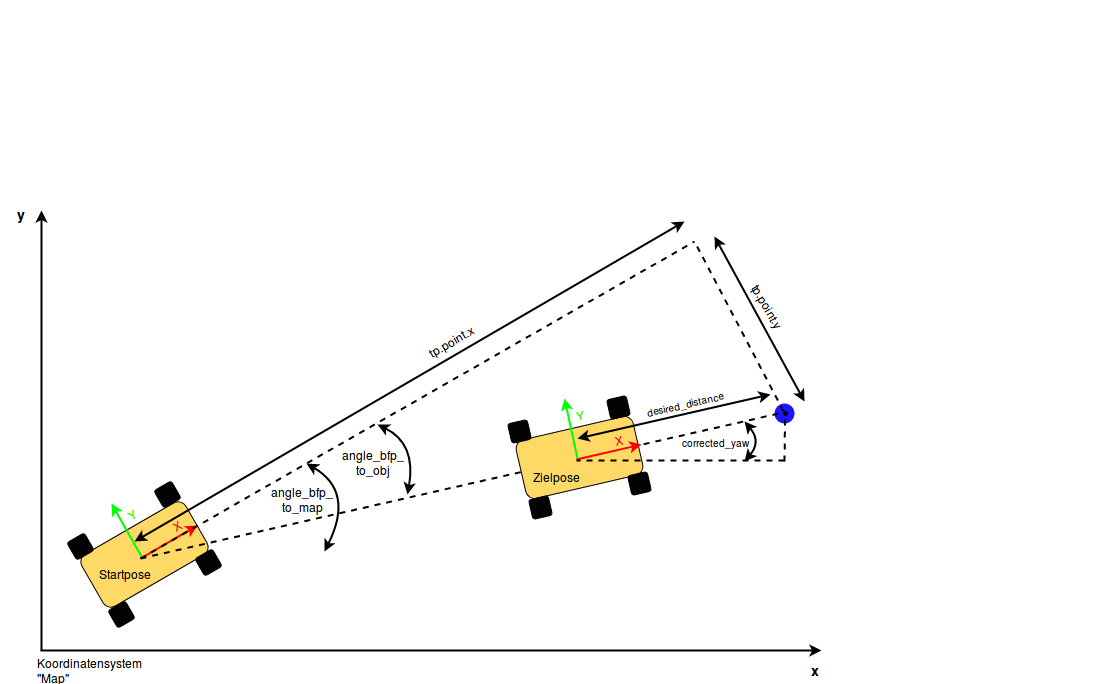 y
tp.point.x
tp.point.y
desired_distance
Y
X
corrected_yaw
angle_bfp_
to_obj
Zielpose
angle_bfp_
to_map
Y
X
Startpose
Koordinatensystem
"Map"
x